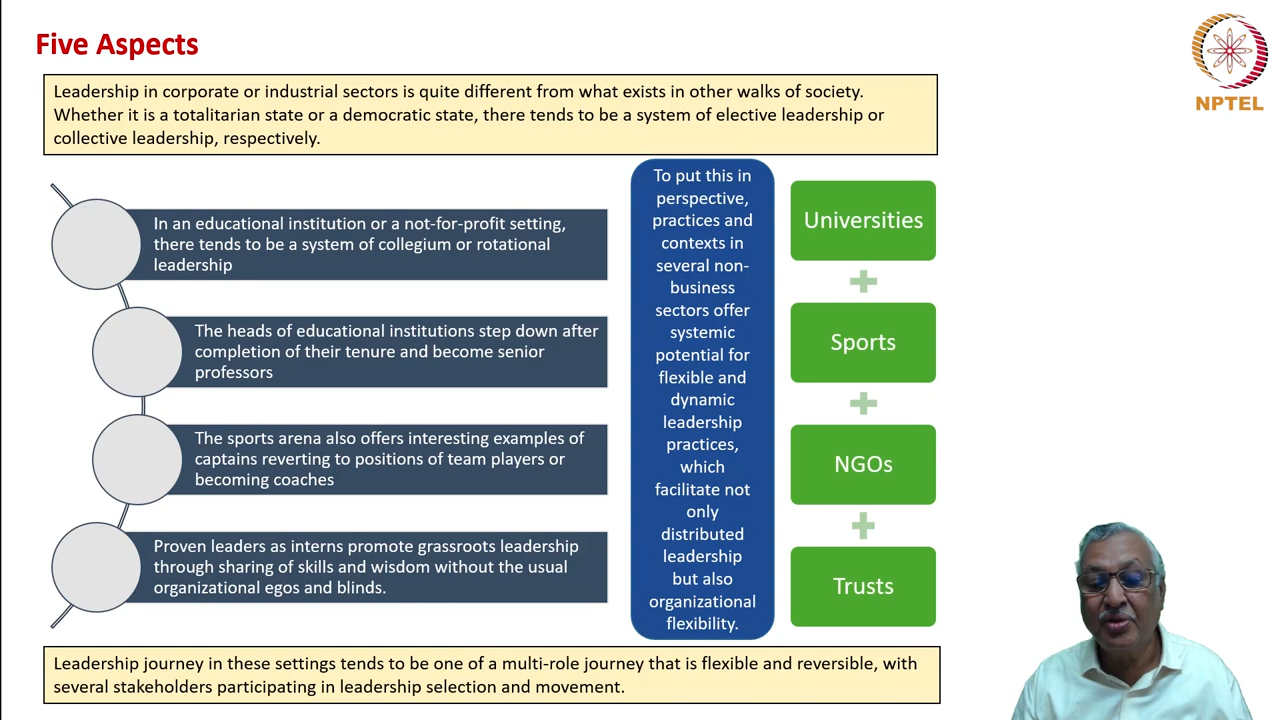 Five Aspects
NPTEL
Leadership in corporate or industrial sectors is quite different from what exists in other walks of society.
Whether it is a totalitarian state or a democratic state, there tends to be a system of elective leadership or
collective leadership, respectively.
In an educational institution or a not-for-profit setting,
there tends to be a system of collegium or rotational
leadership
The heads of educational institutions step down after
completion of their tenure and become senior
professors
The sports arena also offers interesting examples of
captains reverting to positions of team players or
becoming coaches
Proven leaders as interns promote grassroots leadership
through sharing of skills and wisdom without the usual
organizational egos and blinds.
To put this in
perspective,
practices and
contexts in
several non-
business
sectors offer
systemic
potential for
flexible and
dynamic
leadership
practices,
which
facilitate not
only
distributed
leadership
but also
organizational
flexibility.
Universities
Sports
NGOs
Trusts
Leadership journey in these settings tends to be one of a multi-role journey that is flexible and reversible, with
several stakeholders participating in leadership selection and movement.